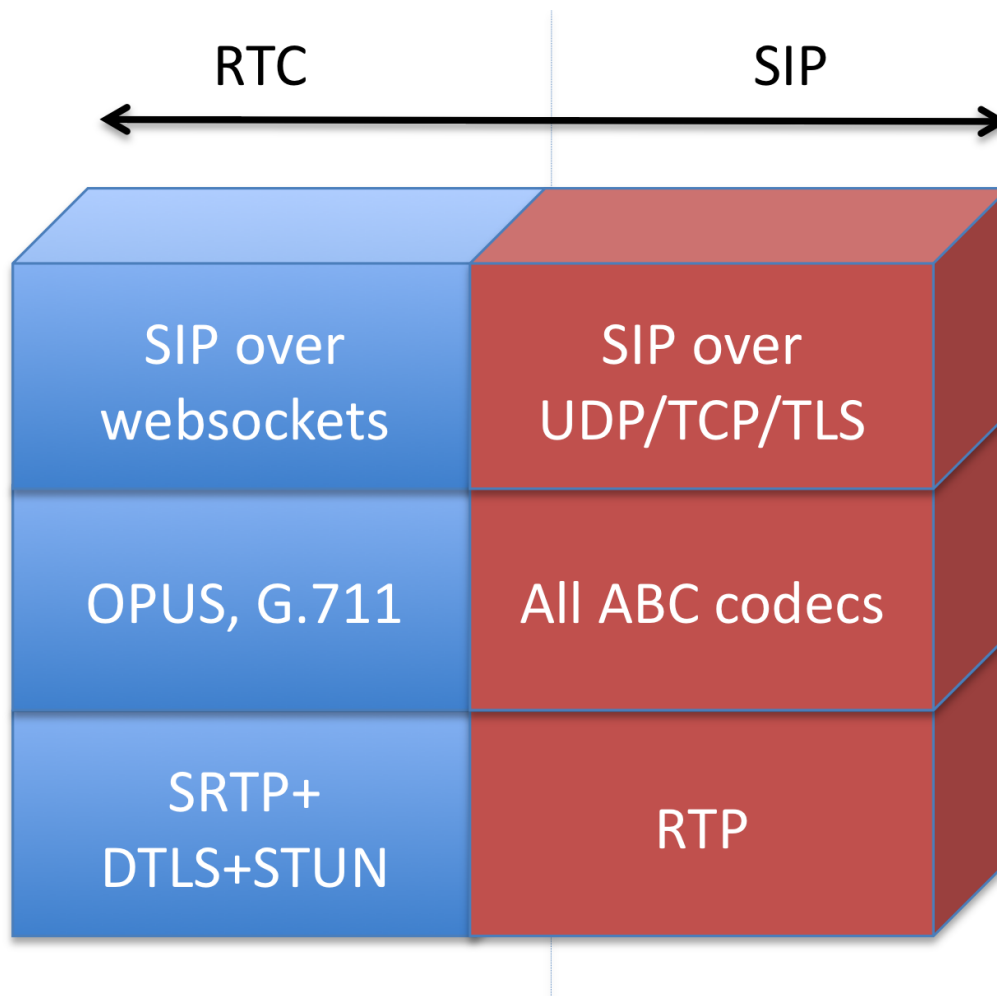 RTC
SIP
SIP over
websockets
SIP over
UDP/TCP/TLS
OPUS, G.711
All ABC codecs
SRTP+
DTLS+STUN
RTP